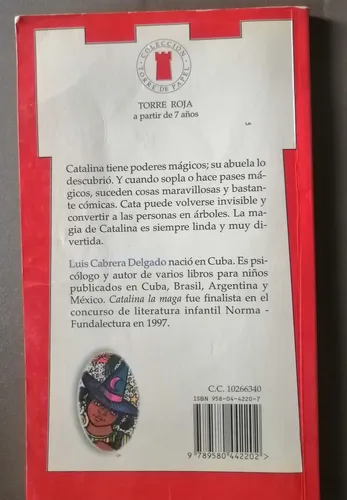 COLECCIÓN
TORRE DE PAPEL
TORRE ROJA
a partir de 7 años
Catalina tiene poderes mágicos; su abuela lo
descubrió. Y cuando sopla o hace pases má-
gicos, suceden cosas maravillosas y bastan-
te cómicas. Cata puede volverse invisible y
convertir a las personas en árboles. La ma-
gia de Catalina es siempre linda y muy di-
vertida.
Luis Cabrera Delgado nació en Cuba. Es psi-
cólogo y autor de varios libros para niños
publicados en Cuba, Brasil, Argentina y
México. Catalina la maga fue finalista en el
concurso de literatura infantil Norma -
Fundalectura en 1997.
C.C. 10266340
ISBN 958-04-4220-7
9 789580 442202 >